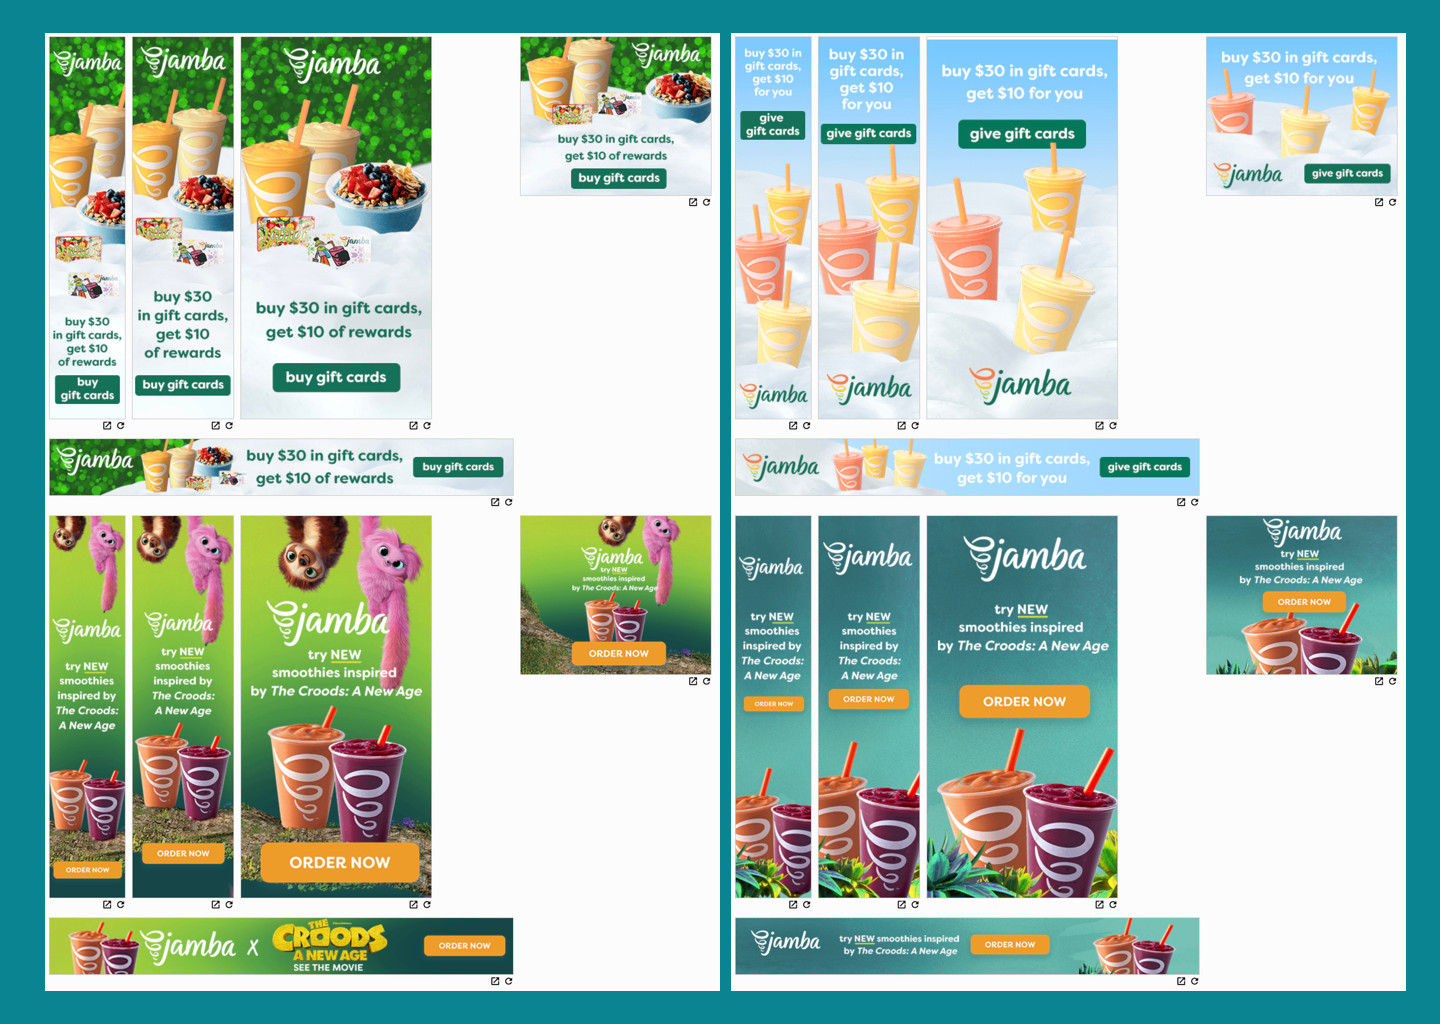 jamba
buy $30
in gift cards,
get $10
of rewards
buy
gift cards
jamba
jamba
buy $30
in gift cards,
get $10
of rewards
buy gift cards
jamba
jamba
buy $30 in gift cards,
get $10 of rewards
buy gift cards
jamba
jamba
buy $30 in gift cards,
get $10 of rewards
buy gift cards
jamba
buy $30 in gift cards,
get $10 of rewards
buy gift cards
buy $30 in
gift cards,
get $10
for you
give
gift cards
jamba
buy $30 in
gift cards,
get $10
for you
give gift cards
jamba
buy $30 in gift cards,
get $10 for you
give gift cards
jamba
buy $30 in gift cards,
get $10 for you
jamba
give gift cards
jamba
buy $30 in gift cards,
get $10 for you
give gift cards
jamba
try NEW
smoothies
inspired by
The Croods:
A New Age
ORDER NOW
jamba
try NEW
smoothies
inspired by
The Croods:
A New Age
ORDER NOW
jamba
try NEW
smoothies inspired
by The Croods: A New Age
ORDER NOW
jamba
try NEW
smoothies inspired
by The Croods: A New Age
ORDER NOW
jamba X
THE
CROODS
A NEW AGE
SEE THE MOVIE
ORDER NOW
jamba
try NEW
smoothies
inspired by
The Croods:
A New Age
ORDER NOW
jamba
try NEW
smoothies
inspired by
The Croods:
A New Age
ORDER NOW
jamba
try NEW
smoothies inspired
by The Croods: A New Age
ORDER NOW
jamba
try NEW
smoothies inspired
by The Croods: A New Age
ORDER NOW
jamba
try NEW smoothies inspired
by The Croods: A New Age
ORDER NOW